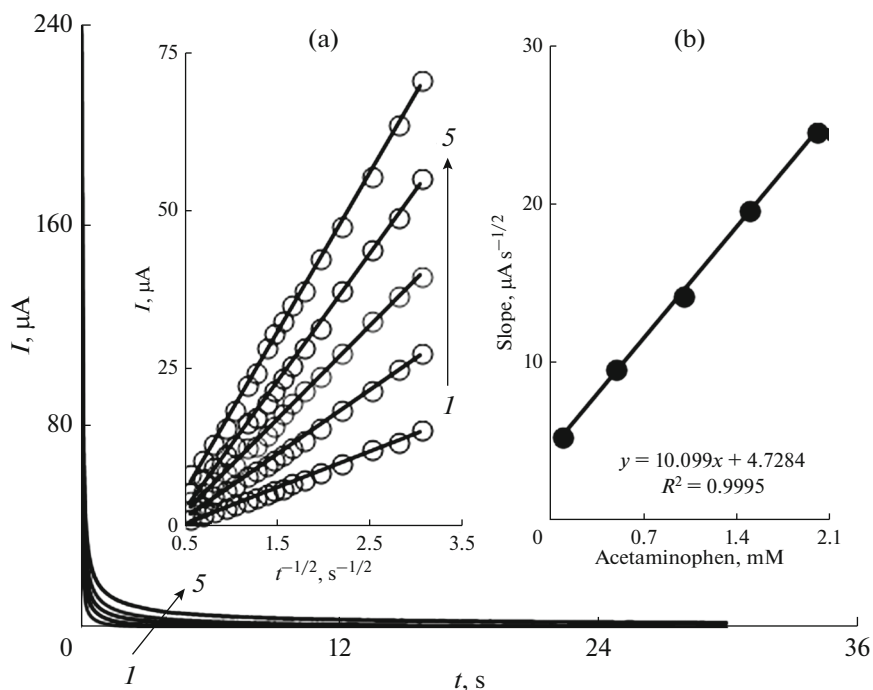 240
160
80
0
I, μA
12
24
36
t, s
1
5
(a)
75
50
25
0
I, μA
0.5
1.5
2.5
3.5
t⁻¹/², s⁻¹/²
5
1
(b)
30
20
10
0
Slope, μA s⁻¹/²
y = 10.099x + 4.7284
R² = 0.9995
0.7
1.4
2.1
Acetaminophen, mM